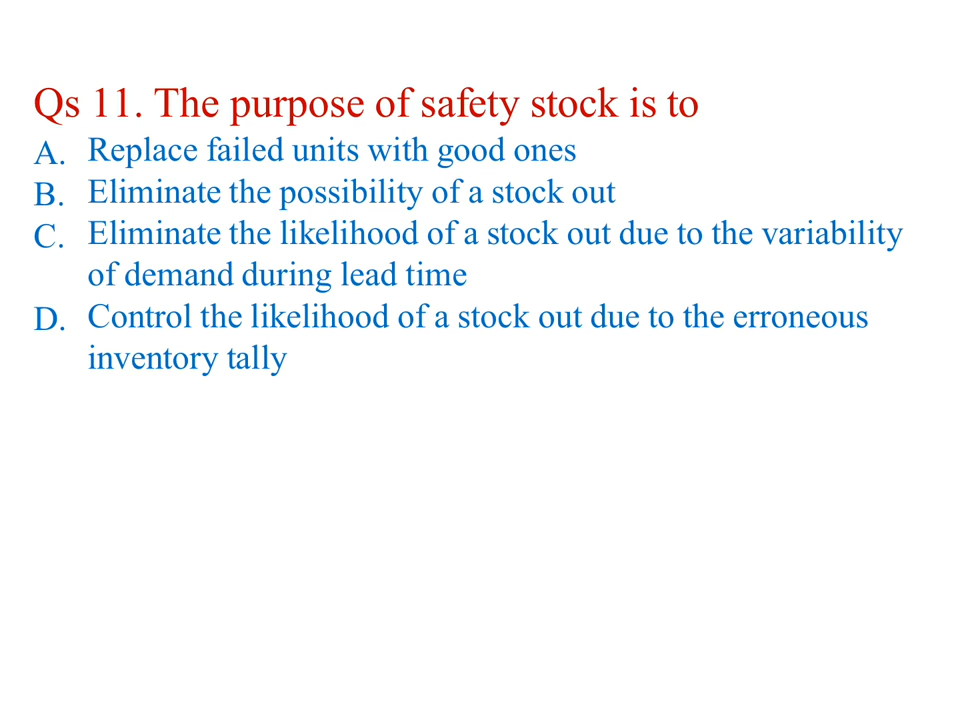 Qs 11. The purpose of safety stock is to
A. Replace failed units with good ones
B. Eliminate the possibility of a stock out
C. Eliminate the likelihood of a stock out due to the variability
of demand during lead time
D. Control the likelihood of a stock out due to the erroneous
inventory tally